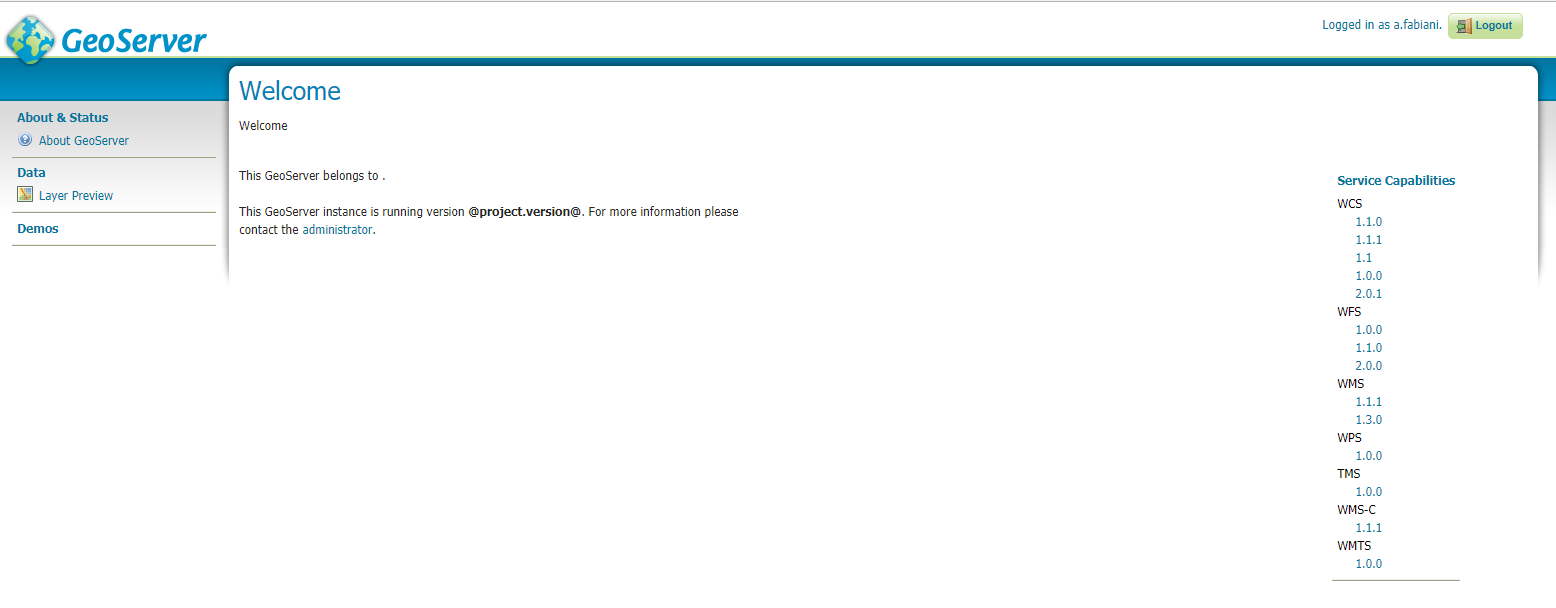 GeoServer
Logged in as a.fabiani.
Logout
About & Status
About GeoServer
Data
Layer Preview
Demos
Welcome
Welcome
This GeoServer belongs to .
This GeoServer instance is running version @project.version@. For more information please
contact the administrator.
Service Capabilities
WCS
1.1.0
1.1.1
1.1
1.0.0
2.0.1
WFS
1.0.0
1.1.0
2.0.0
WMS
1.1.1
1.3.0
WPS
1.0.0
TMS
1.0.0
WMS-C
1.1.1
WMTS
1.0.0